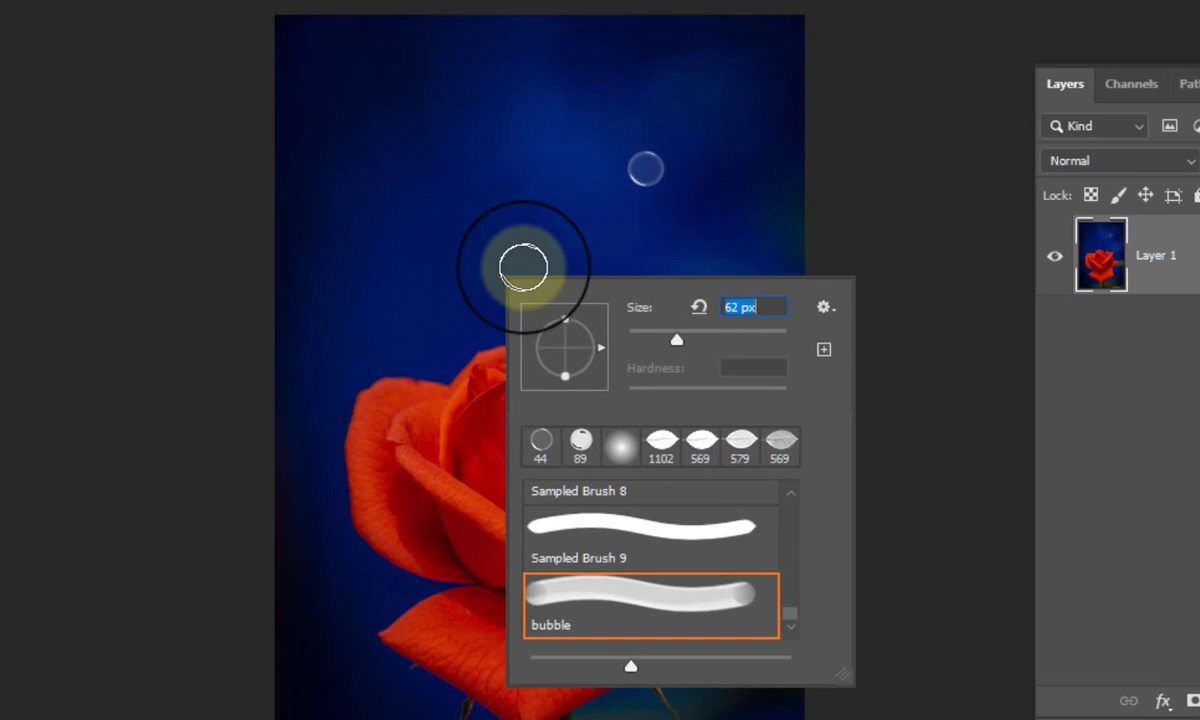 Layers Channels Pat
Kind
Normal
Lock:
Layer 1
Size: 62 px
Hardness:
44 89 1102 569 579 569
Sampled Brush 8
Sampled Brush 9
bubble
fx